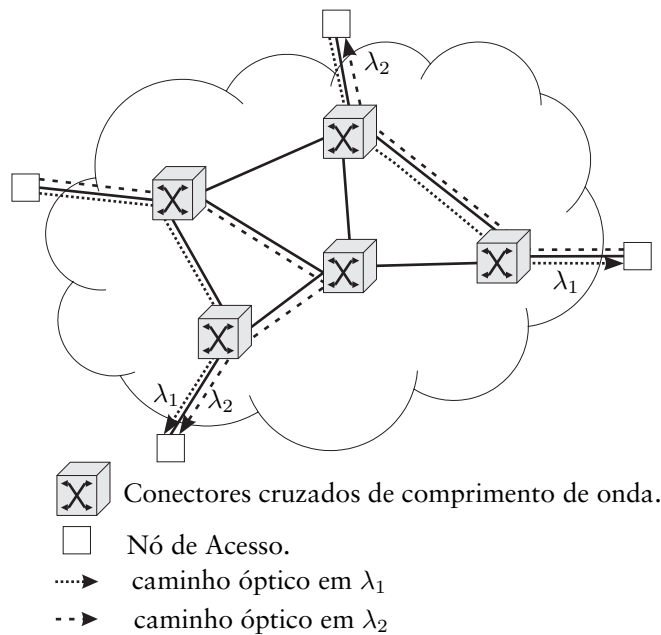 λ₂
λ₁
λ₁
λ₂
Conectores cruzados de comprimento de onda.
Nó de Acesso.
caminho óptico em λ₁
caminho óptico em λ₂